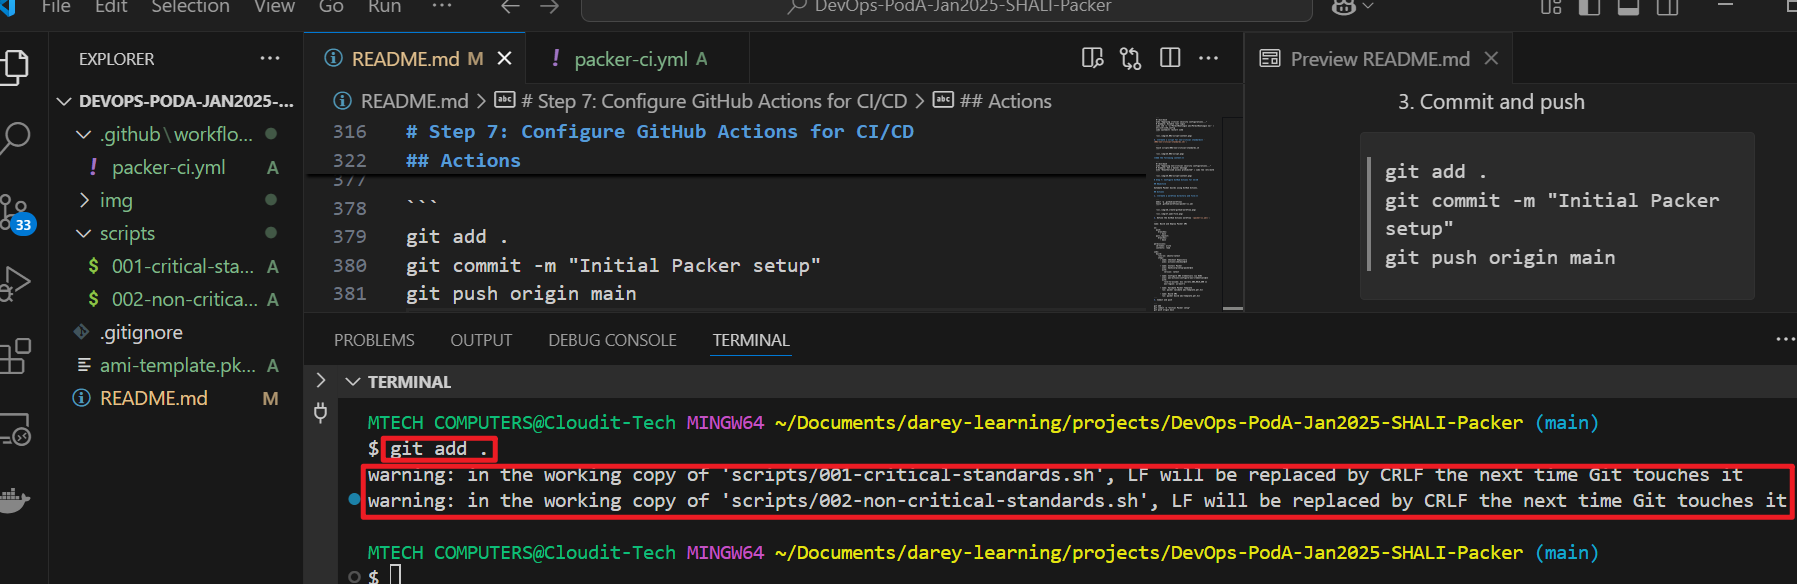 File Edit Selection View Go Run ··· DevOps-PodA-Jan2025-SHALI-Packer
EXPLORER ···
DEVOPS-PODA-JAN2025-...
.github\workflo...
packer-ci.yml A
img
scripts
$ 001-critical-sta... A
$ 002-non-critica... A
.gitignore
ami-template.pk... A
README.md M
33
README.md M
packer-ci.yml A
README.md > # Step 7: Configure GitHub Actions for CI/CD > ## Actions
316 # Step 7: Configure GitHub Actions for CI/CD
322 ## Actions
377
378 ```
379 git add .
380 git commit -m "Initial Packer setup"
381 git push origin main
Preview README.md
3. Commit and push
git add .
git commit -m "Initial Packer
setup"
git push origin main
PROBLEMS OUTPUT DEBUG CONSOLE TERMINAL ···
TERMINAL
MTECH COMPUTERS@Cloudit-Tech MINGW64 ~/Documents/darey-learning/projects/DevOps-PodA-Jan2025-SHALI-Packer (main)
$ git add .
warning: in the working copy of 'scripts/001-critical-standards.sh', LF will be replaced by CRLF the next time Git touches it
warning: in the working copy of 'scripts/002-non-critical-standards.sh', LF will be replaced by CRLF the next time Git touches it
MTECH COMPUTERS@Cloudit-Tech MINGW64 ~/Documents/darey-learning/projects/DevOps-PodA-Jan2025-SHALI-Packer (main)
$